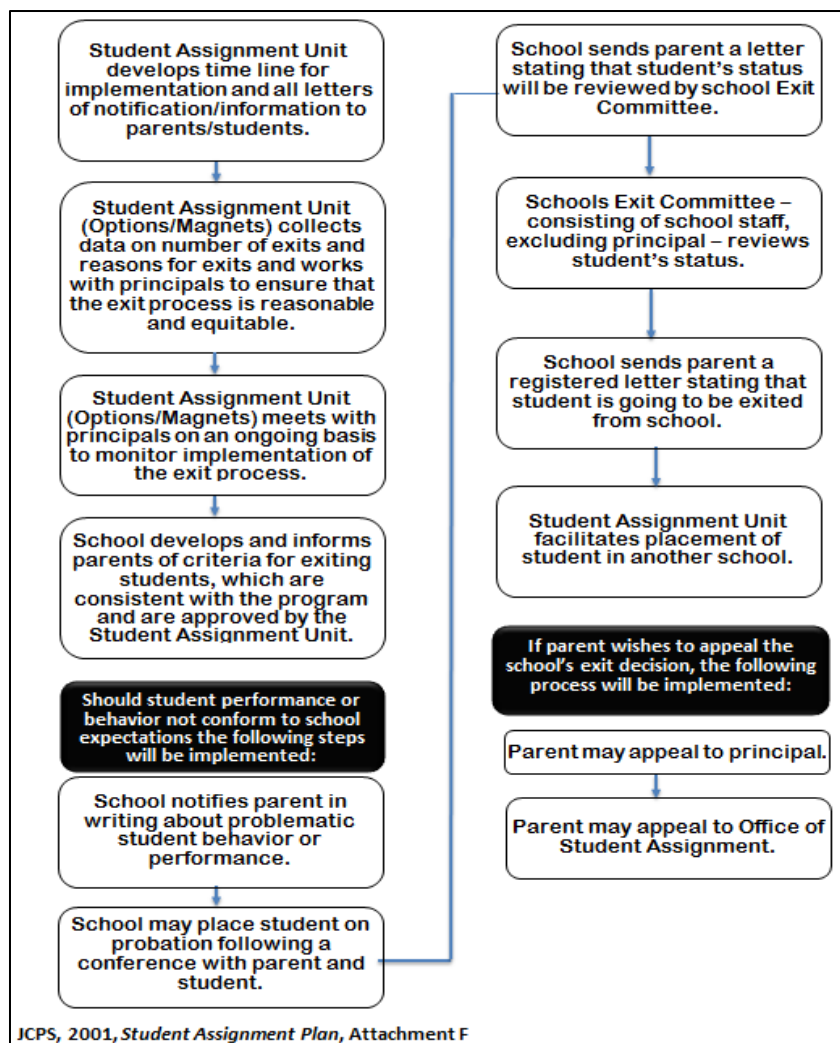 Student Assignment Unit
develops time line for
implementation and all letters
of notification/information to
parents/students.
Student Assignment Unit
(Options/Magnets) collects
data on number of exits and
reasons for exits and works
with principals to ensure that
the exit process is reasonable
and equitable.
Student Assignment Unit
(Options/Magnets) meets with
principals on an ongoing basis
to monitor implementation of
the exit process.
School develops and informs
parents of criteria for exiting
students, which are
consistent with the program
and are approved by the
Student Assignment Unit.
Should student performance or
behavior not conform to school
expectations the following steps
will be implemented:
School notifies parent in
writing about problematic
student behavior or
performance.
School may place student on
probation following a
conference with parent and
student.
School sends parent a letter
stating that student's status
will be reviewed by school Exit
Committee.
Schools Exit Committee –
consisting of school staff,
excluding principal – reviews
student's status.
School sends parent a
registered letter stating that
student is going to be exited
from school.
Student Assignment Unit
facilitates placement of
student in another school.
If parent wishes to appeal the
school's exit decision, the following
process will be implemented:
Parent may appeal to principal.
Parent may appeal to Office of
Student Assignment.
JCPS, 2001, Student Assignment Plan, Attachment F